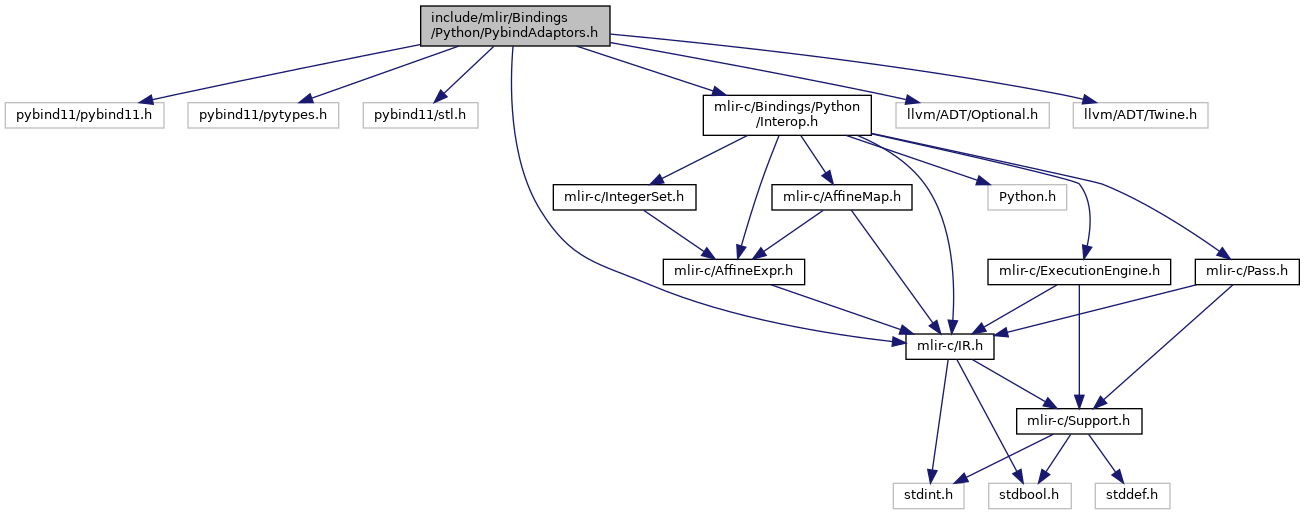 include/mlir/Bindings
/Python/PybindAdaptors.h
pybind11/pybind11.h
pybind11/pytypes.h
pybind11/stl.h
mlir-c/Bindings/Python
/Interop.h
llvm/ADT/Optional.h
llvm/ADT/Twine.h
mlir-c/IntegerSet.h
mlir-c/AffineMap.h
Python.h
mlir-c/AffineExpr.h
mlir-c/ExecutionEngine.h
mlir-c/Pass.h
mlir-c/IR.h
mlir-c/Support.h
stdint.h
stdbool.h
stddef.h